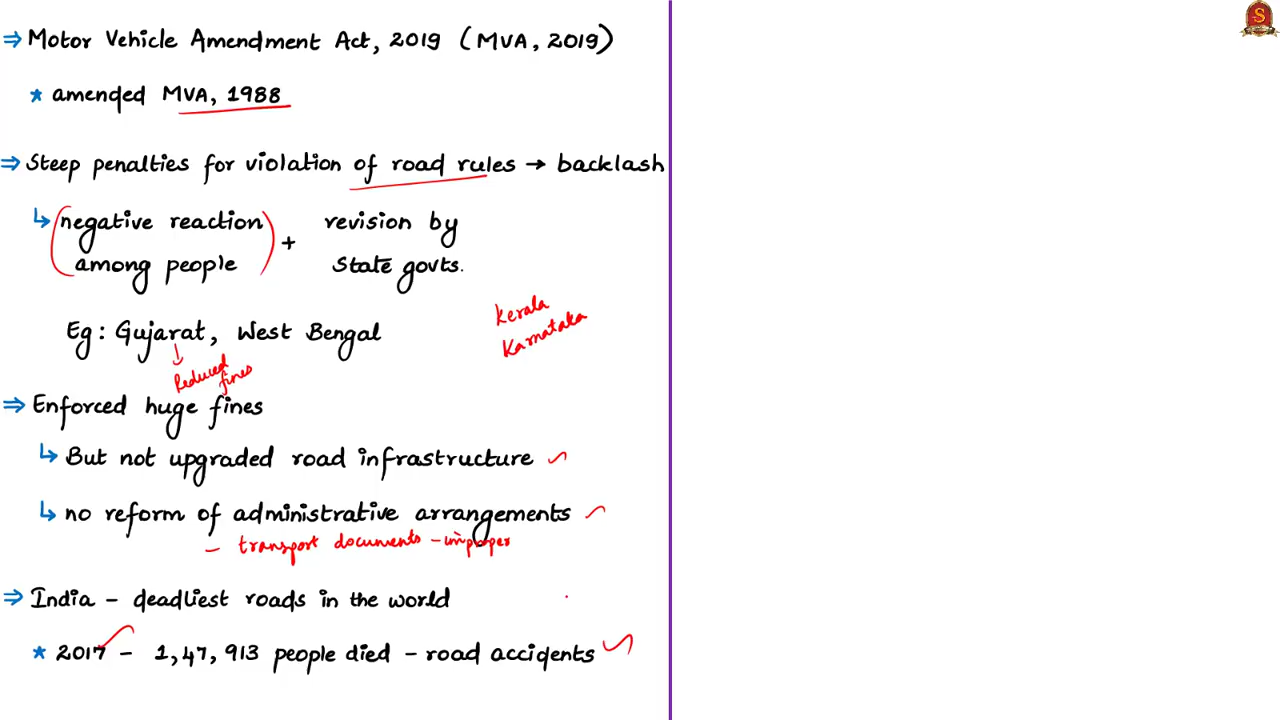 ⇒ Motor Vehicle Amendment Act, 2019 (MVA, 2019)
* amended MVA, 1988
⇒ Steep penalties for violation of road rules → backlash
↳ (negative reaction among people) + revision by State govts.
Kerala
Karnataka
Eg: Gujarat, West Bengal
↓
Reduced fines
⇒ Enforced huge fines
↳ But not upgraded road infrastructure
↳ no reform of administrative arrangements
– transport documents – improper
⇒ India – deadliest roads in the world
* 2017 – 1,47,913 people died – road accidents